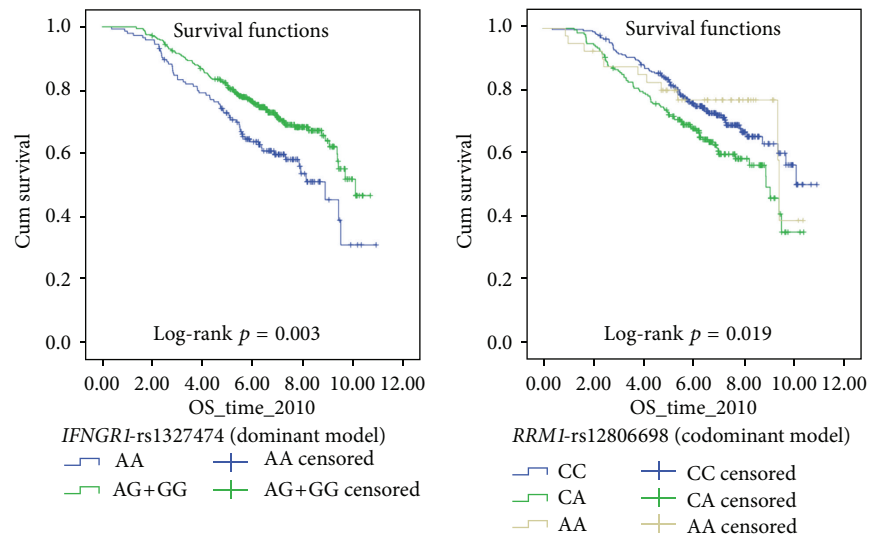 Survival functions
1.0
0.8
0.6
0.4
0.2
0.0
Cum survival
Log-rank p = 0.003
0.00 2.00 4.00 6.00 8.00 10.00 12.00
OS_time_2010
IFNGR1-rs1327474 (dominant model)
AA AA censored
AG+GG AG+GG censored
Survival functions
1.0
0.8
0.6
0.4
0.2
0.0
Cum survival
Log-rank p = 0.019
0.00 2.00 4.00 6.00 8.00 10.00 12.00
OS_time_2010
RRM1-rs12806698 (codominant model)
CC CC censored
CA CA censored
AA AA censored